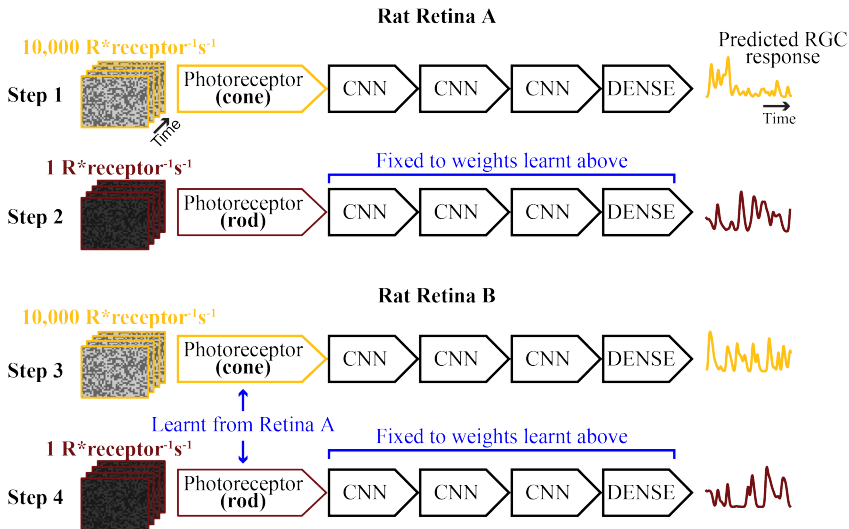 Rat Retina A
10,000 R*receptor⁻¹s⁻¹
Predicted RGC
response
Step 1
Photoreceptor
(cone)
CNN
CNN
CNN
DENSE
Time
Time
1 R*receptor⁻¹s⁻¹
Fixed to weights learnt above
Step 2
Photoreceptor
(rod)
CNN
CNN
CNN
DENSE
Rat Retina B
10,000 R*receptor⁻¹s⁻¹
Step 3
Photoreceptor
(cone)
CNN
CNN
CNN
DENSE
Learnt from Retina A
1 R*receptor⁻¹s⁻¹
Fixed to weights learnt above
Step 4
Photoreceptor
(rod)
CNN
CNN
CNN
DENSE